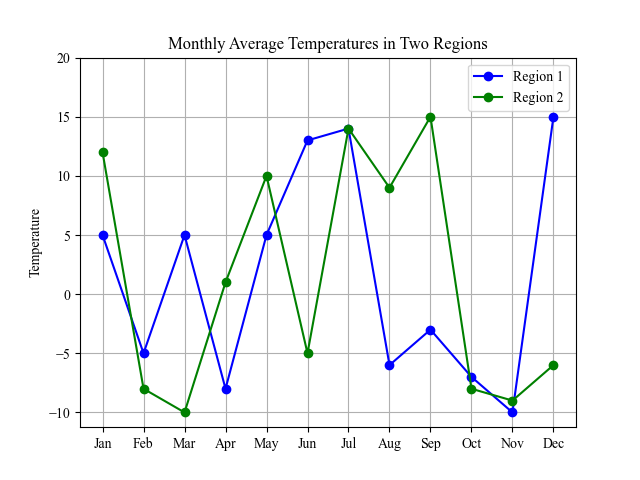 Monthly Average Temperatures in Two Regions
Region 1
Region 2
Temperature
20
15
10
5
0
−5
−10
Jan Feb Mar Apr May Jun Jul Aug Sep Oct Nov Dec